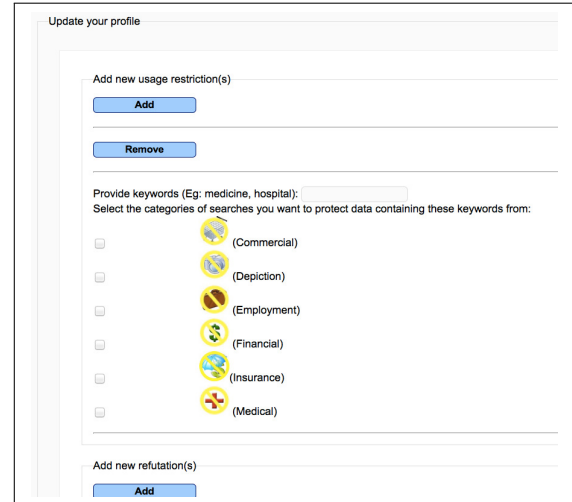 Update your profile
Add new usage restriction(s)
Add
Remove
Provide keywords (Eg: medicine, hospital):
Select the categories of searches you want to protect data containing these keywords from:
(Commercial)
(Depiction)
(Employment)
(Financial)
(Insurance)
(Medical)
Add new refutation(s)
Add